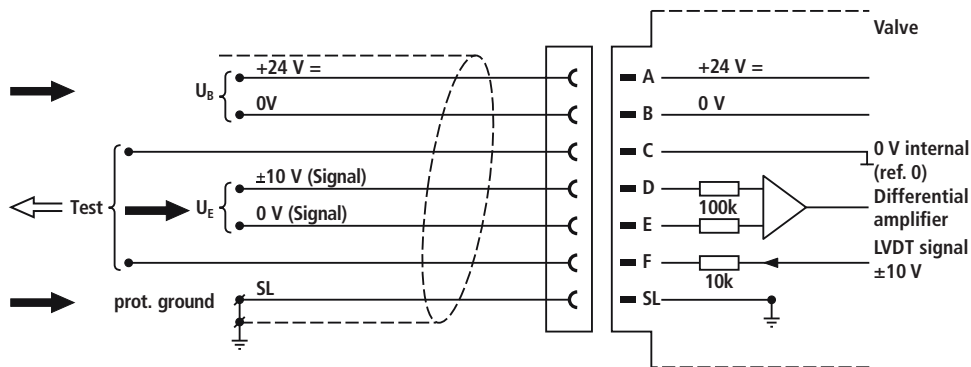 Valve
+24 V =
U_B
0V
±10 V (Signal)
Test
U_E
0 V (Signal)
prot. ground
SL
A
+24 V =
B
0 V
C
0 V internal
(ref. 0)
D
100k
E
Differential
amplifier
F
10k
LVDT signal
±10 V
SL